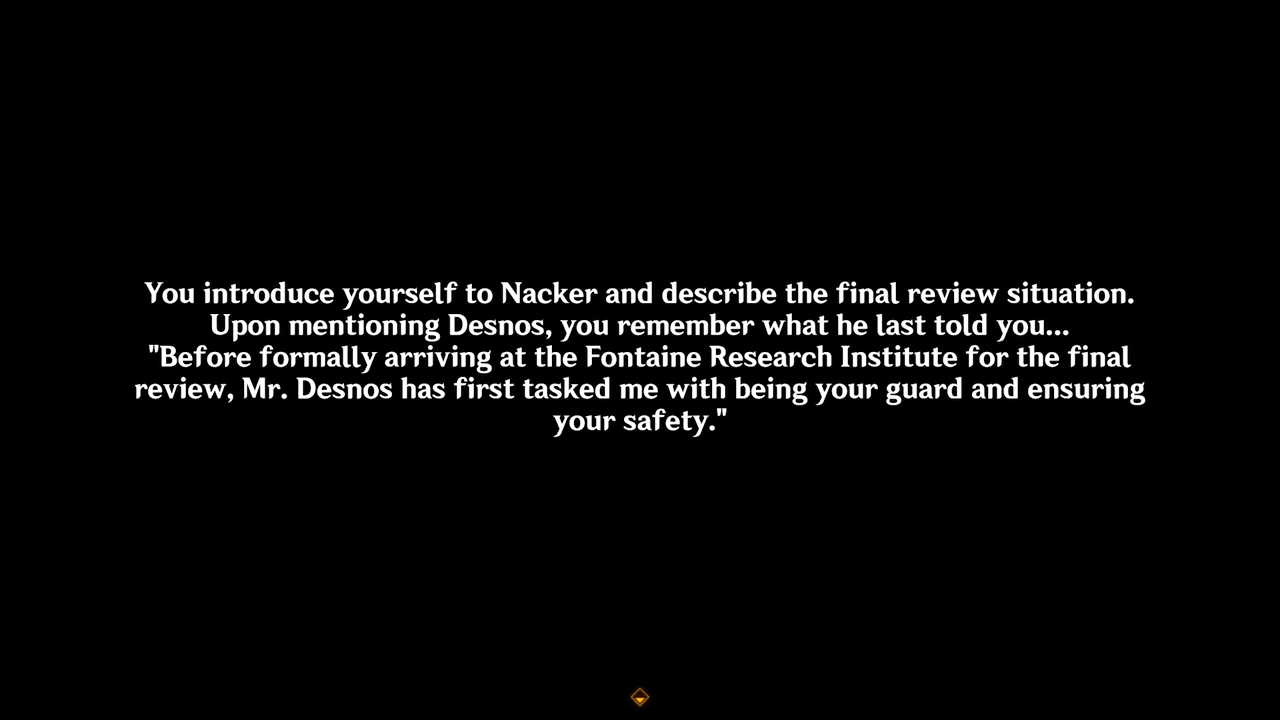 You introduce yourself to Nacker and describe the final review situation.
Upon mentioning Desnos, you remember what he last told you...
"Before formally arriving at the Fontaine Research Institute for the final
review, Mr. Desnos has first tasked me with being your guard and ensuring
your safety."